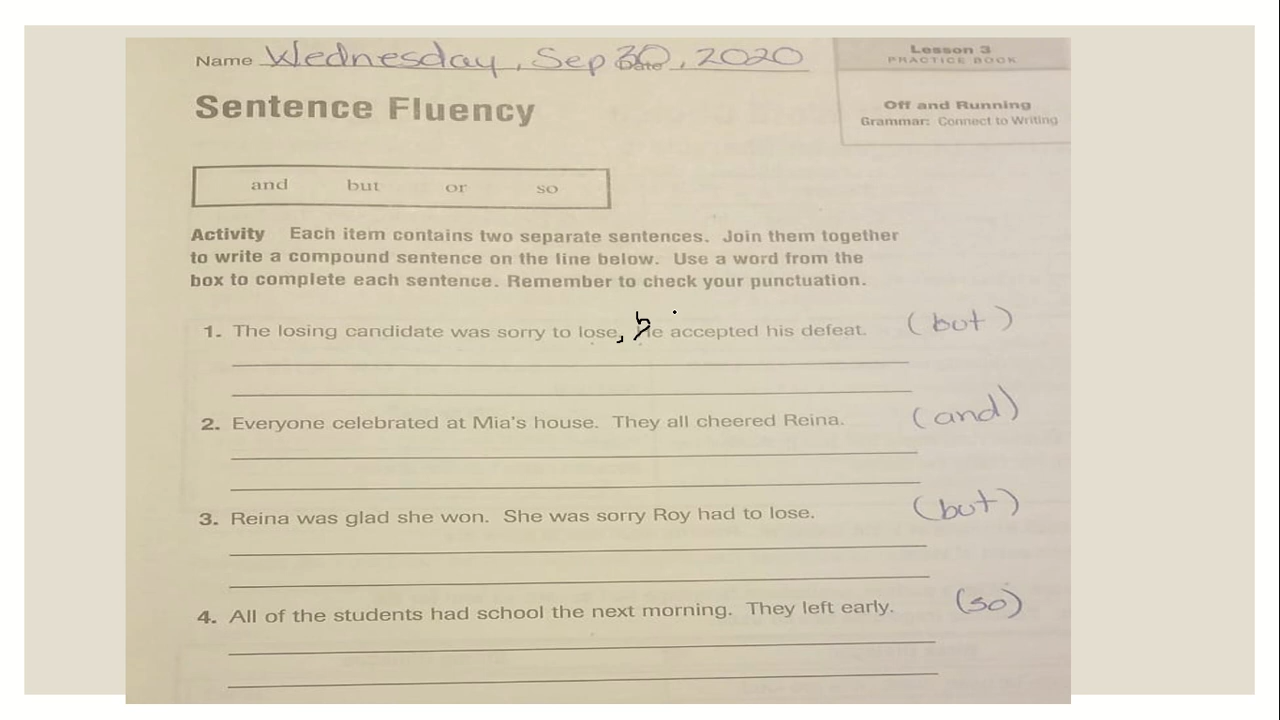 Name Wednesday, Sep 30, 2020
Lesson 3
PRACTICE BOOK
Sentence Fluency
Off and Running
Grammar: Connect to Writing
and but or so
Activity Each item contains two separate sentences. Join them together
to write a compound sentence on the line below. Use a word from the
box to complete each sentence. Remember to check your punctuation.
1. The losing candidate was sorry to lose, he accepted his defeat. (but)
2. Everyone celebrated at Mia's house. They all cheered Reina. (and)
3. Reina was glad she won. She was sorry Roy had to lose. (but)
4. All of the students had school the next morning. They left early. (so)